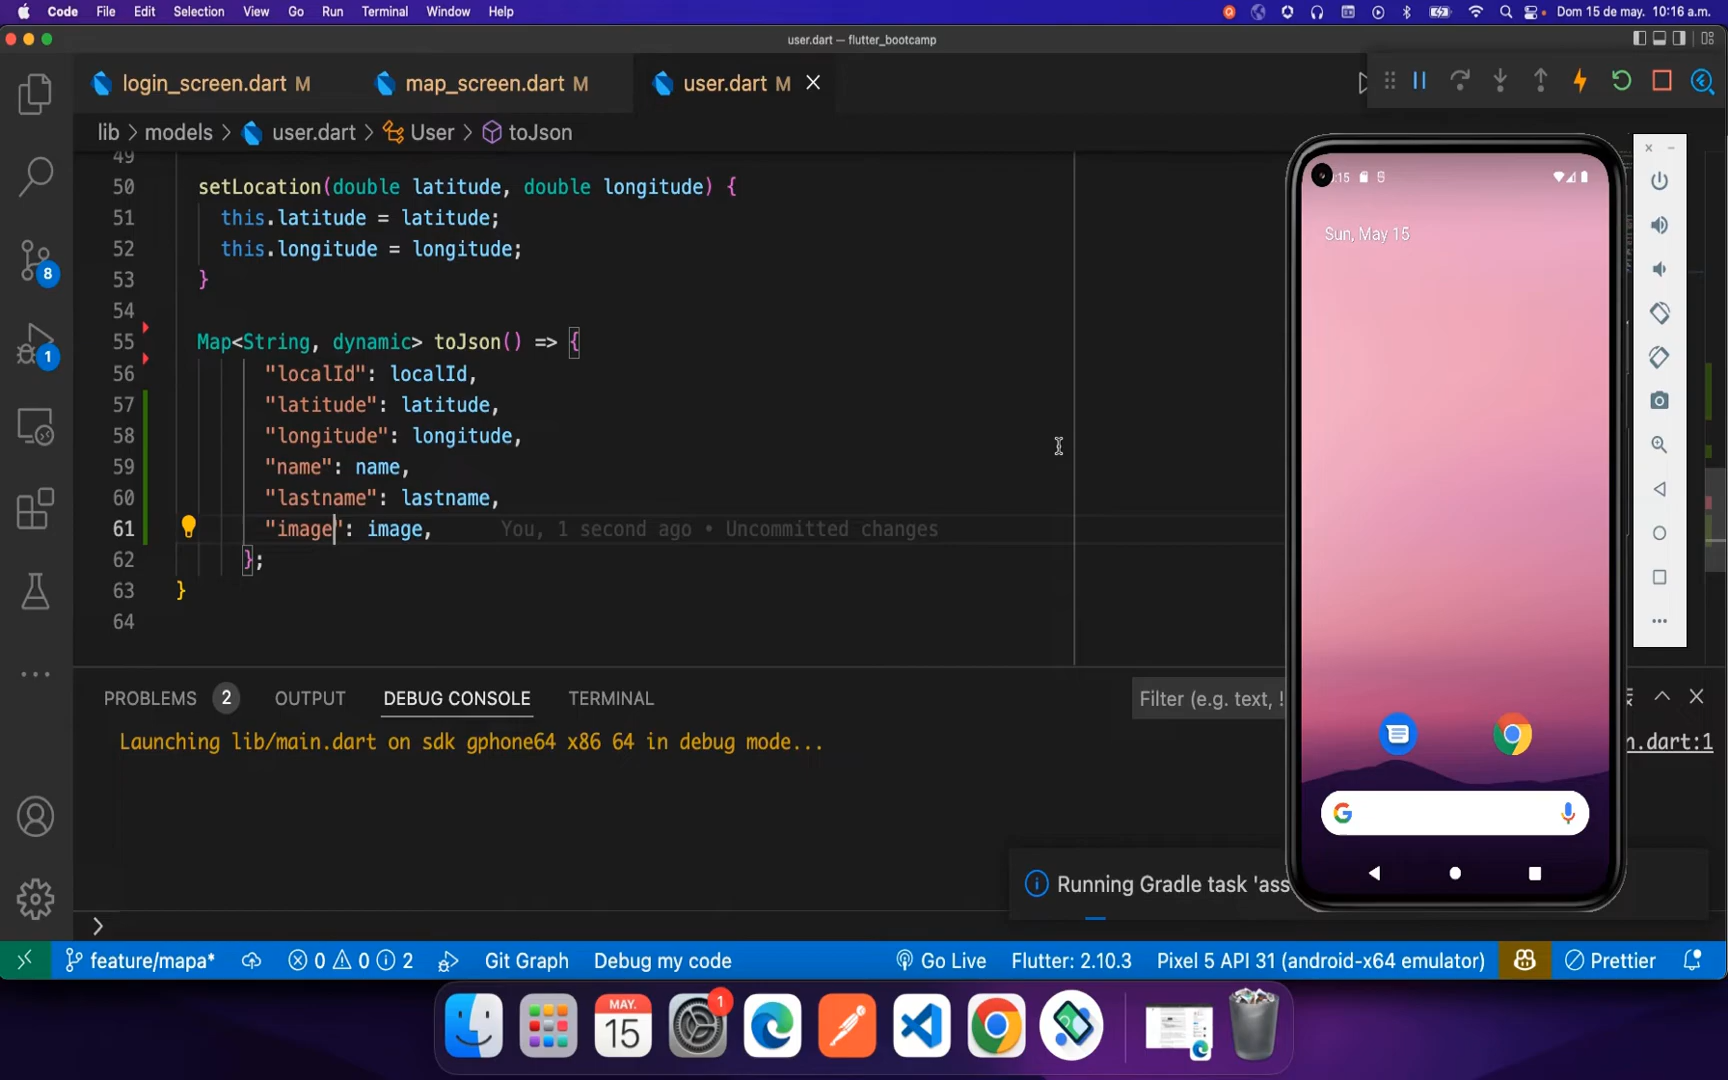 Code File Edit Selection View Go Run Terminal Window Help Dom 15 de may. 10:16 a.m.
user.dart — flutter_bootcamp
login_screen.dart M map_screen.dart M user.dart M
lib > models > user.dart > User > toJson
49
50 setLocation(double latitude, double longitude) {
51 this.latitude = latitude;
52 this.longitude = longitude;
53 }
54
55 Map<String, dynamic> toJson() => {
56 "localId": localId,
57 "latitude": latitude,
58 "longitude": longitude,
59 "name": name,
60 "lastname": lastname,
61 "image": image, You, 1 second ago • Uncommitted changes
62 };
63 }
64
8
1
:15
Sun, May 15
PROBLEMS 2 OUTPUT DEBUG CONSOLE TERMINAL Filter (e.g. text, !
Launching lib/main.dart on sdk gphone64 x86 64 in debug mode...
n.dart:1
Running Gradle task 'ass
feature/mapa* 0 0 2 Git Graph Debug my code Go Live Flutter: 2.10.3 Pixel 5 API 31 (android-x64 emulator) Prettier
MAY.
15
1